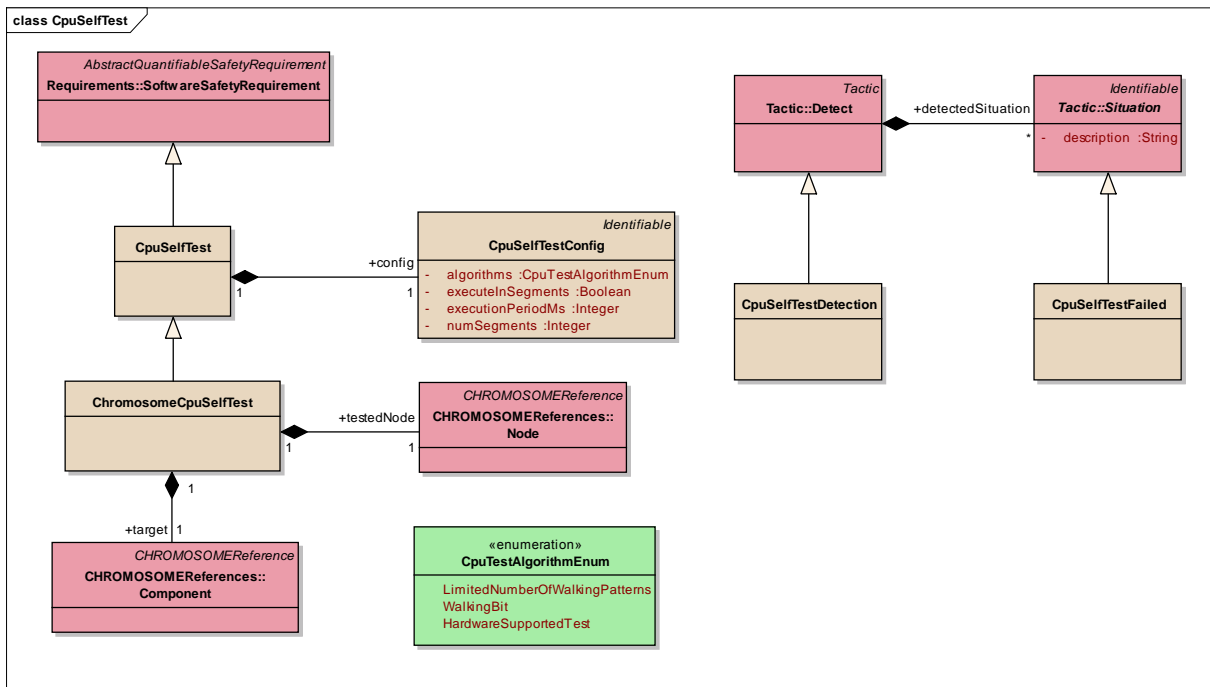 class CpuSelfTest
AbstractQuantifiableSafetyRequirement
Requirements::SoftwareSafetyRequirement
Tactic
Tactic::Detect
+detectedSituation
*
Identifiable
Tactic::Situation
- description :String
CpuSelfTest
1
+config
1
Identifiable
CpuSelfTestConfig
- algorithms :CpuTestAlgorithmEnum
- executeInSegments :Boolean
- executionPeriodMs :Integer
- numSegments :Integer
CpuSelfTestDetection
CpuSelfTestFailed
ChromosomeCpuSelfTest
1
+testedNode
1
CHROMOSOMEReference
CHROMOSOMEReferences::
Node
1
+target 1
CHROMOSOMEReference
CHROMOSOMEReferences::
Component
«enumeration»
CpuTestAlgorithmEnum
LimitedNumberOfWalkingPatterns
WalkingBit
HardwareSupportedTest